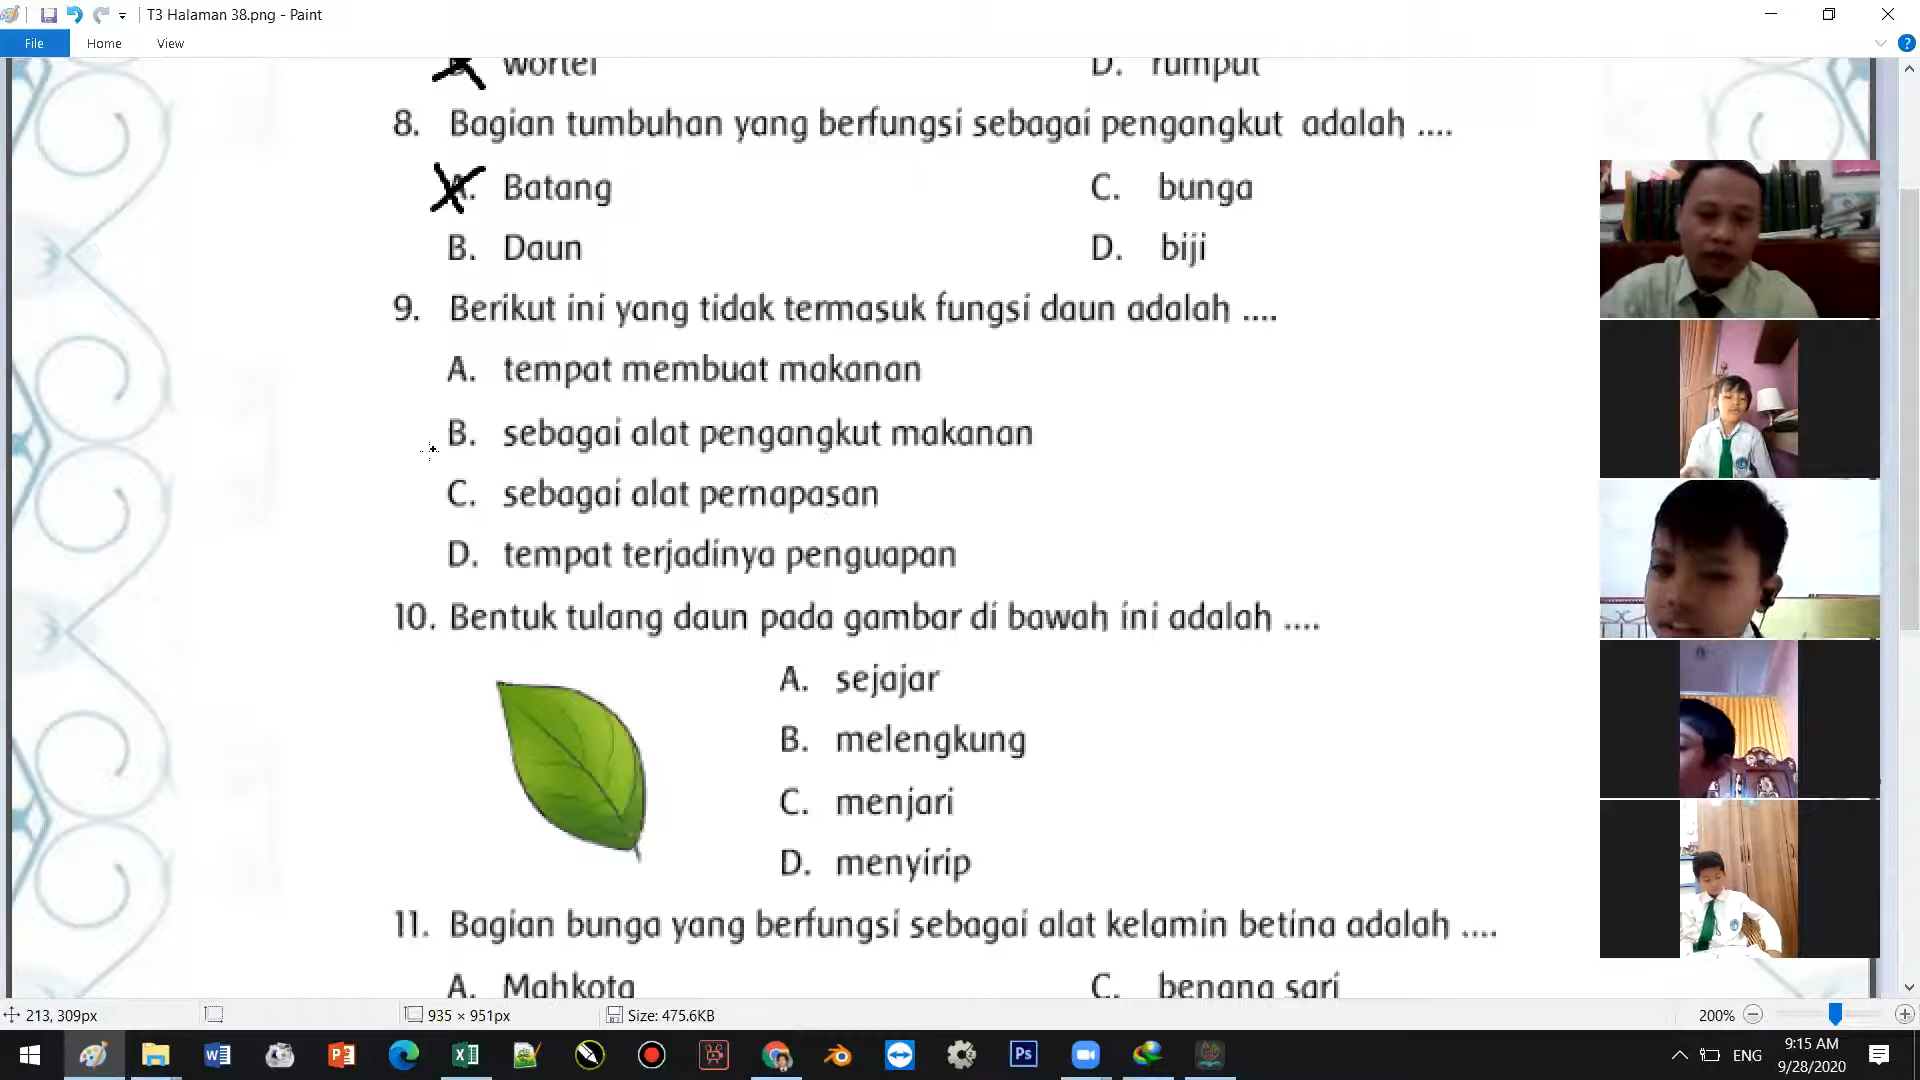 T3 Halaman 38.png - Paint
File Home View
wortel D. rumput
8. Bagian tumbuhan yang berfungsi sebagai pengangkut adalah ....
A. Batang C. bunga
B. Daun D. biji
9. Berikut ini yang tidak termasuk fungsi daun adalah ....
A. tempat membuat makanan
B. sebagai alat pengangkut makanan
C. sebagai alat pernapasan
D. tempat terjadinya penguapan
10. Bentuk tulang daun pada gambar di bawah ini adalah ....
A. sejajar
B. melengkung
C. menjari
D. menyirip
11. Bagian bunga yang berfungsi sebagai alat kelamin betina adalah ....
A. Mahkota C. benang sari
213, 309px 935 × 951px Size: 475.6KB 200%
ENG 9:15 AM
9/28/2020